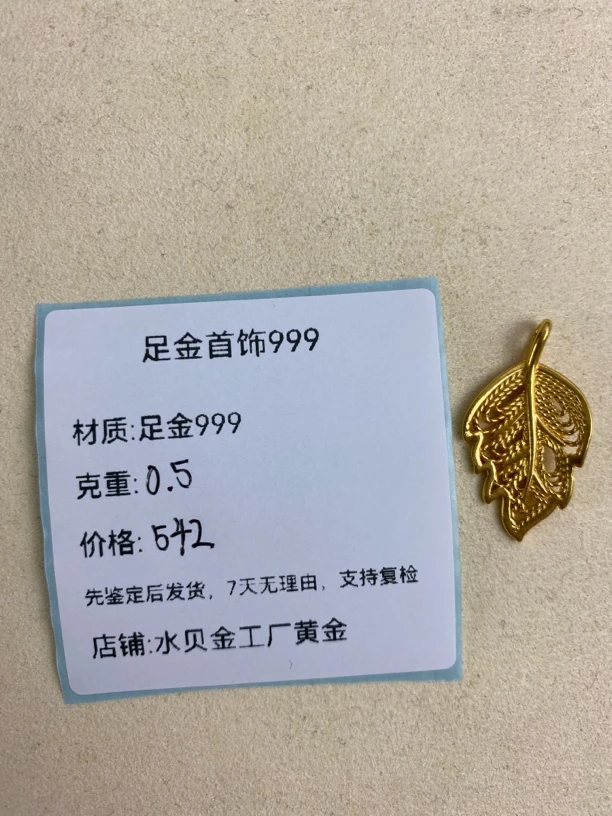 足金首饰999
材质:足金999
克重:0.5
价格:542
先鉴定后发货，7天无理由，支持复检
店铺:水贝金工厂黄金